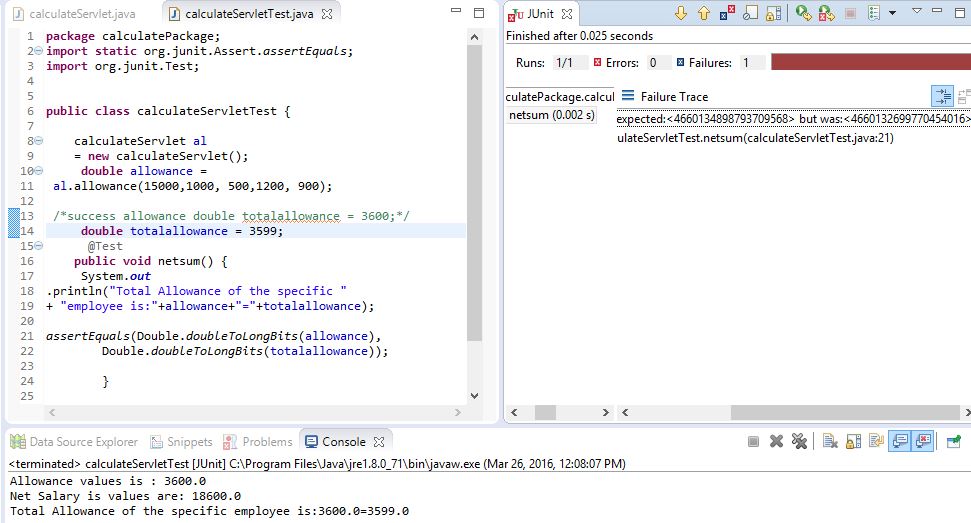 calculateServlet.java
calculateServletTest.java
1 package calculatePackage;
2 import static org.junit.Assert.assertEquals;
3 import org.junit.Test;
4
5
6 public class calculateServletTest {
7
8 calculateServlet al
9 = new calculateServlet();
10 double allowance =
11 al.allowance(15000,1000, 500,1200, 900);
12
13 /*success allowance double totalallowance = 3600;*/
14 double totalallowance = 3599;
15 @Test
16 public void netsum() {
17 System.out
18 .println("Total Allowance of the specific "
19 + "employee is:"+allowance+"="+totalallowance);
20
21 assertEquals(Double.doubleToLongBits(allowance),
22 Double.doubleToLongBits(totalallowance));
23
24 }
25
JUnit
Finished after 0.025 seconds
Runs: 1/1 Errors: 0 Failures: 1
culatePackage.calcul
netsum (0.002 s)
Failure Trace
expected:<4660134898793709568> but was:<4660132699770454016>
ulateServletTest.netsum(calculateServletTest.java:21)
Data Source Explorer Snippets Problems Console
<terminated> calculateServletTest [JUnit] C:\Program Files\Java\jre1.8.0_71\bin\javaw.exe (Mar 26, 2016, 12:08:07 PM)
Allowance values is : 3600.0
Net Salary is values are: 18600.0
Total Allowance of the specific employee is:3600.0=3599.0